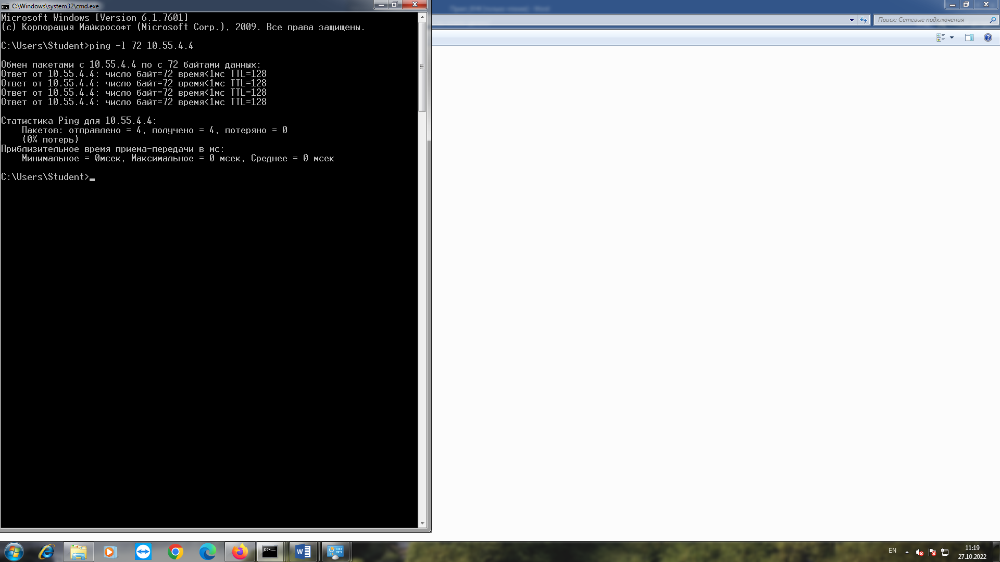 C:\Windows\system32\cmd.exe
Microsoft Windows [Version 6.1.7601]
(c) Корпорация Майкрософт (Microsoft Corp.), 2009. Все права защищены.
C:\Users\Student>ping -l 72 10.55.4.4
Обмен пакетами с 10.55.4.4 по с 72 байтами данных:
Ответ от 10.55.4.4: число байт=72 время<1мс TTL=128
Ответ от 10.55.4.4: число байт=72 время<1мс TTL=128
Ответ от 10.55.4.4: число байт=72 время<1мс TTL=128
Ответ от 10.55.4.4: число байт=72 время<1мс TTL=128
Статистика Ping для 10.55.4.4:
Пакетов: отправлено = 4, получено = 4, потеряно = 0
(0% потерь)
Приблизительное время приема-передачи в мс:
Минимальное = 0мсек, Максимальное = 0 мсек, Среднее = 0 мсек
C:\Users\Student>
Поиск: Сетевые подключения
EN
11:19
27.10.2022